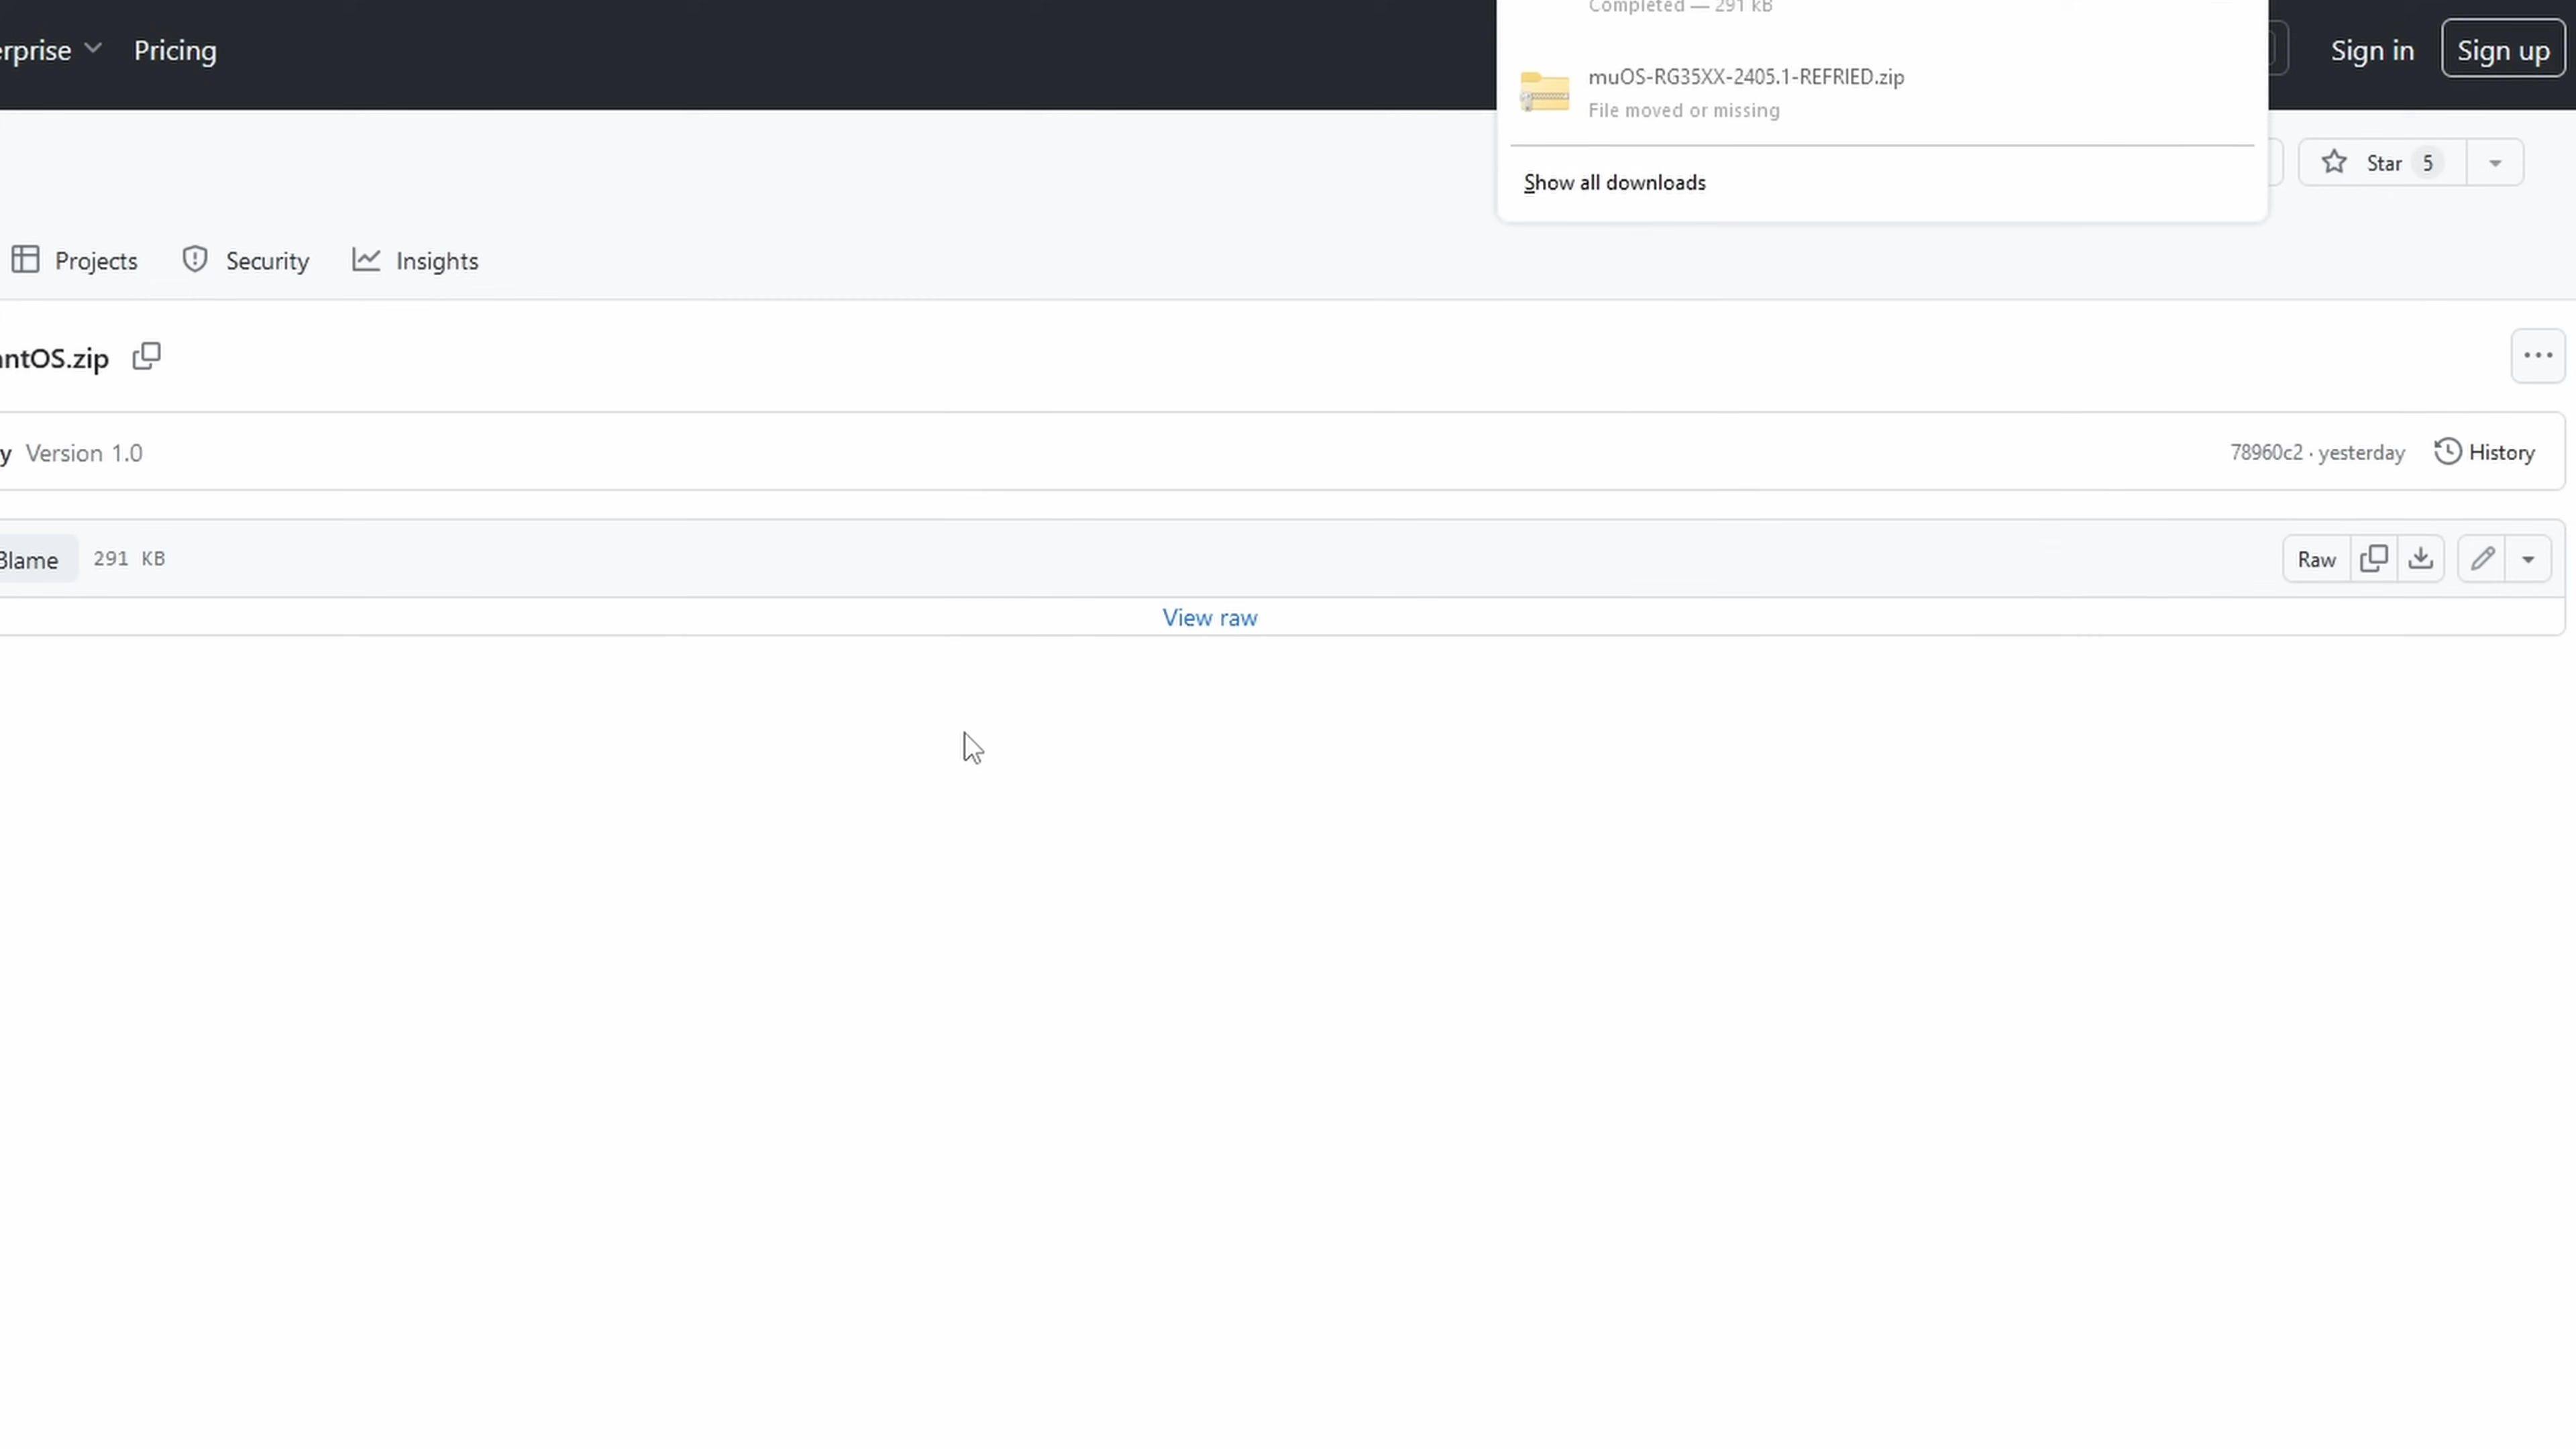 Completed — 291 kB
erprise
Pricing
muOS-RG35XX-2405.1-REFRIED.zip
File moved or missing
Sign in
Sign up
Show all downloads
Star 5
Projects
Security
Insights
antOS.zip
y Version 1.0
78960c2 · yesterday
History
Blame
291 KB
Raw
View raw